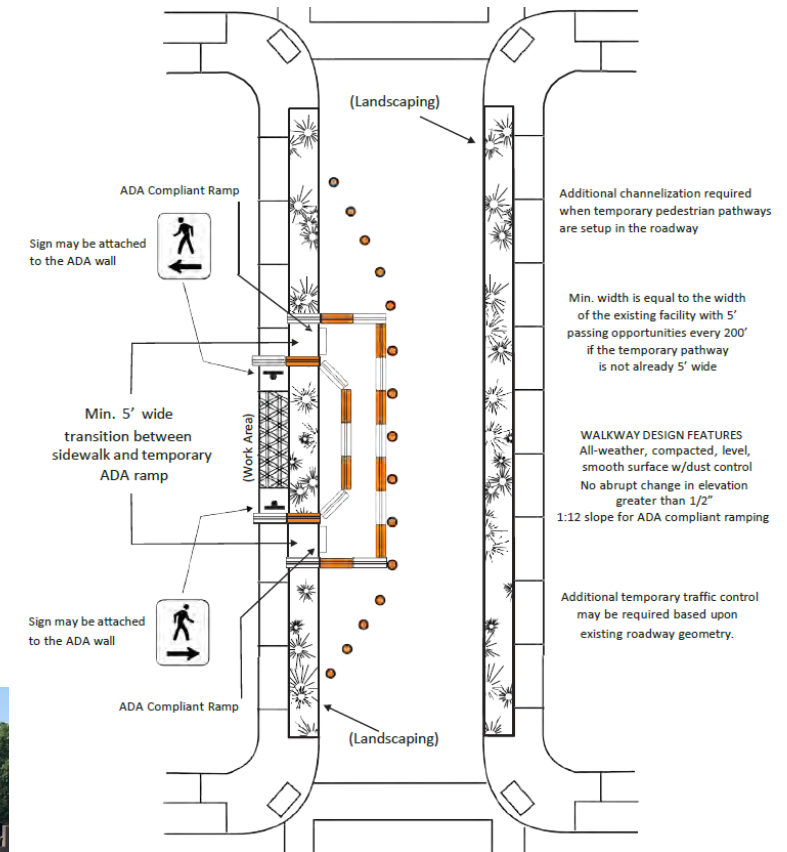 (Landscaping)
ADA Compliant Ramp
Sign may be attached
to the ADA wall
Additional channelization required
when temporary pedestrian pathways
are setup in the roadway
Min. width is equal to the width
of the existing facility with 5’
passing opportunities every 200’
if the temporary pathway
is not already 5’ wide
Min. 5’ wide
transition between
sidewalk and temporary
ADA ramp
(Work Area)
WALKWAY DESIGN FEATURES
All-weather, compacted, level,
smooth surface w/dust control
No abrupt change in elevation
greater than 1/2”
1:12 slope for ADA compliant ramping
Additional temporary traffic control
may be required based upon
existing roadway geometry.
Sign may be attached
to the ADA wall
ADA Compliant Ramp
(Landscaping)